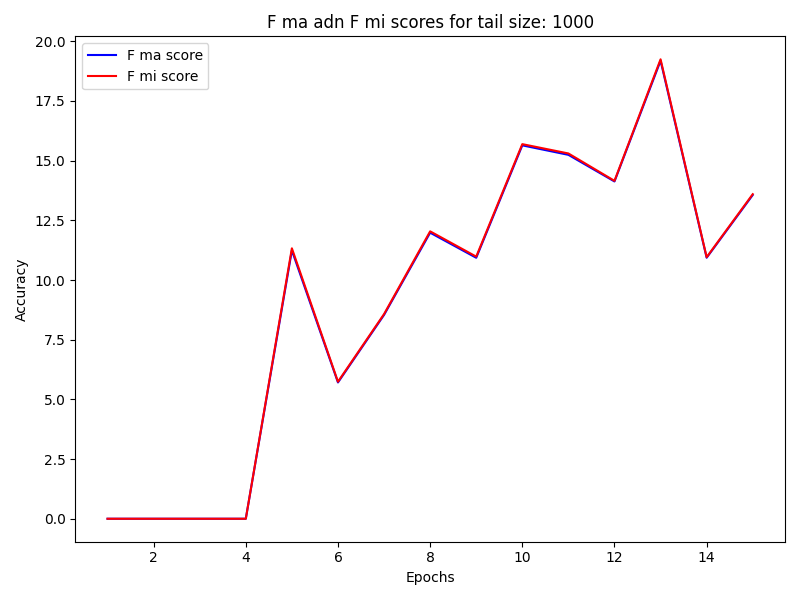 F ma adn F mi scores for tail size: 1000
F ma score
F mi score
20.0
17.5
15.0
12.5
10.0
7.5
5.0
2.5
0.0
Accuracy
2 4 6 8 10 12 14
Epochs